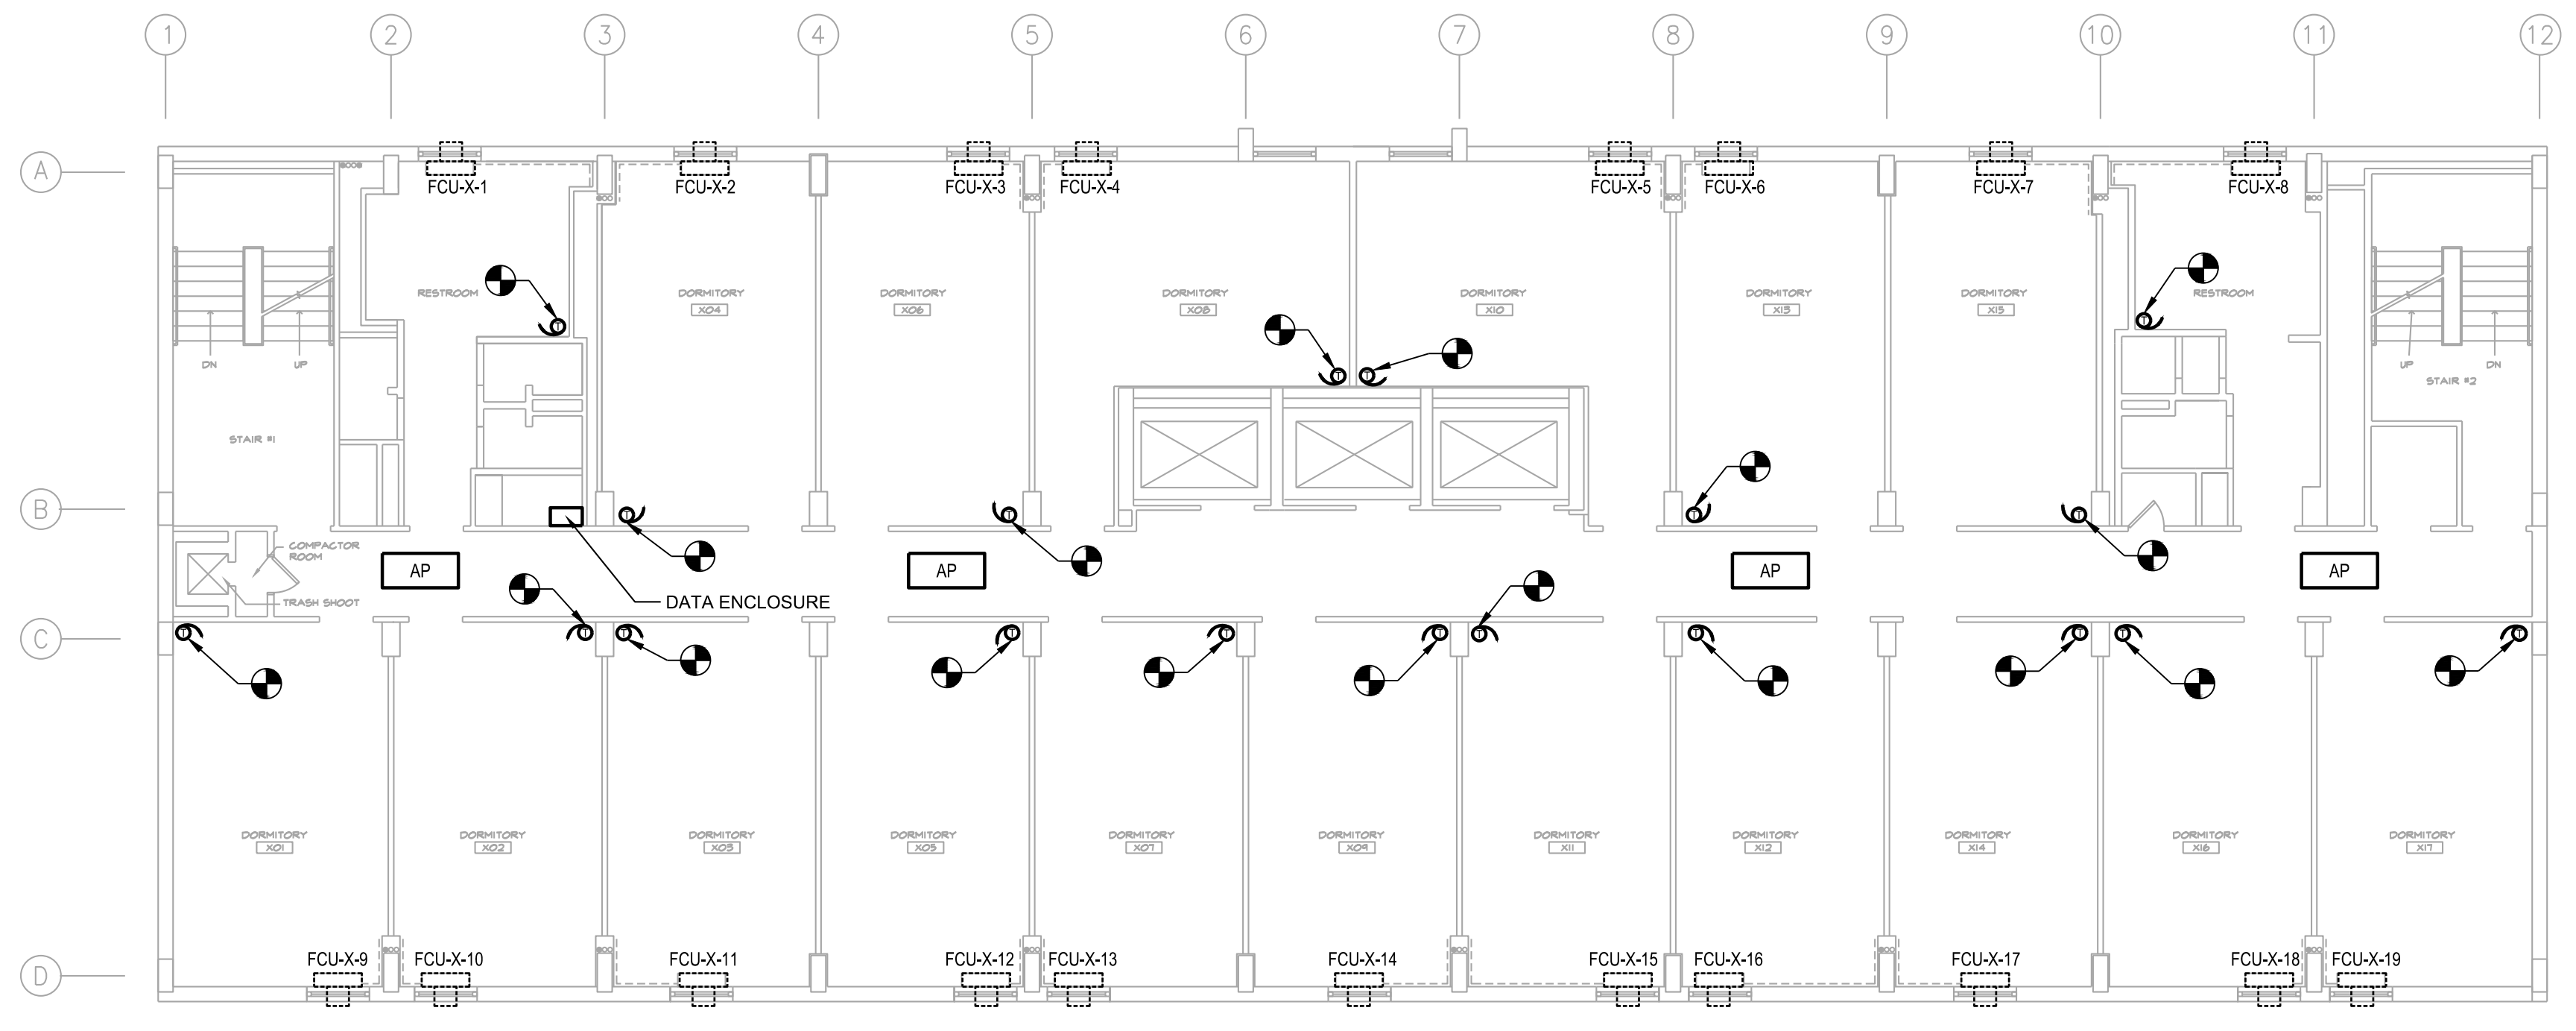 1 2 3 4 5 6 7 8 9 10 11 12
A
FCU-X-1 FCU-X-2 FCU-X-3 FCU-X-4 FCU-X-5 FCU-X-6 FCU-X-7 FCU-X-8
RESTROOM DORMITORY DORMITORY DORMITORY DORMITORY DORMITORY DORMITORY RESTROOM
X04 X06 X08 X10 X13 X15
T T
DN UP UP DN
T T
STAIR #2
STAIR #1
B
T T T T
COMPACTOR
ROOM
AP AP AP AP
TRASH SHOOT
DATA ENCLOSURE
C
T T T T T T T T T T T
DORMITORY DORMITORY DORMITORY DORMITORY DORMITORY DORMITORY DORMITORY DORMITORY DORMITORY DORMITORY DORMITORY
X01 X02 X03 X05 X07 X09 X11 X12 X14 X16 X17
FCU-X-9 FCU-X-10 FCU-X-11 FCU-X-12 FCU-X-13 FCU-X-14 FCU-X-15 FCU-X-16 FCU-X-17 FCU-X-18 FCU-X-19
D